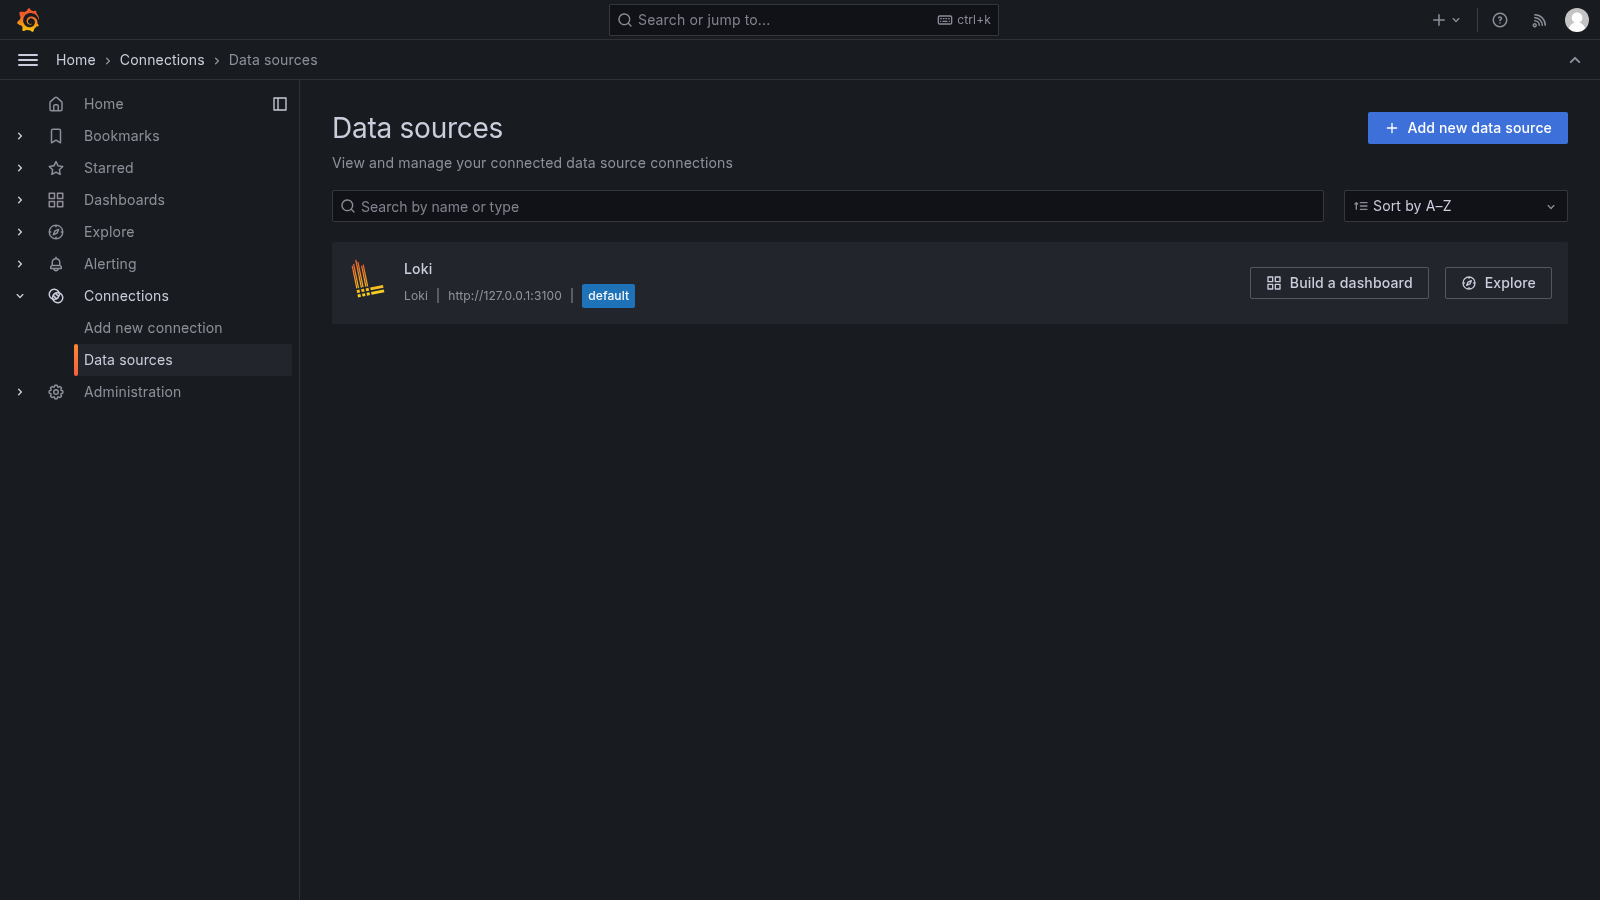 Search or jump to...
ctrl+k
Home
Connections
Data sources
Home
Bookmarks
Starred
Dashboards
Explore
Alerting
Connections
Add new connection
Data sources
Administration
Data sources
Add new data source
View and manage your connected data source connections
Search by name or type
Sort by A–Z
Loki
Loki | http://127.0.0.1:3100 | default
Build a dashboard
Explore